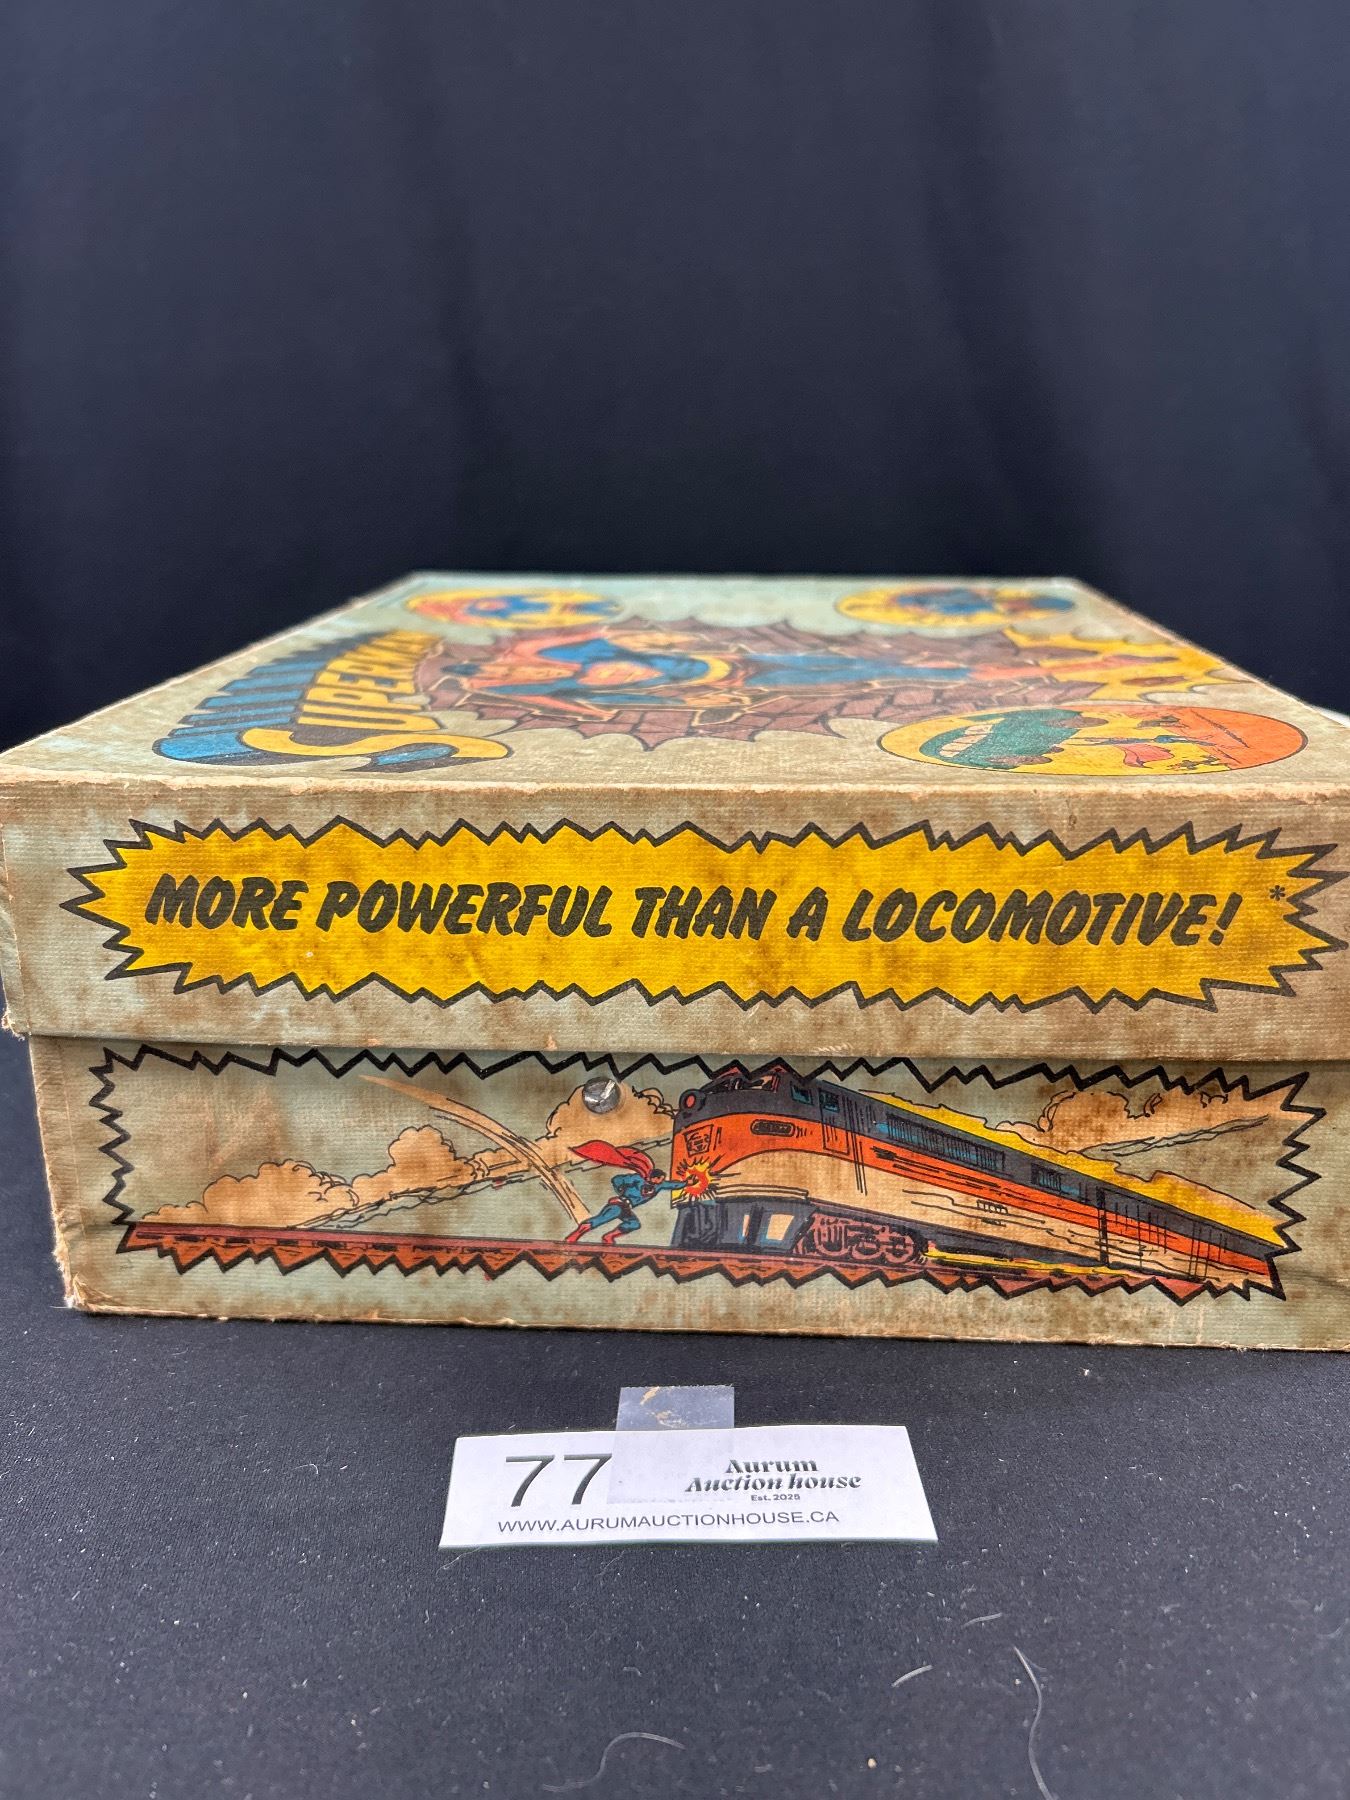 SUPERMAN
MORE POWERFUL THAN A LOCOMOTIVE!*
77
Aurum
Auction house
Est. 2025
WWW.AURUMAUCTIONHOUSE.CA